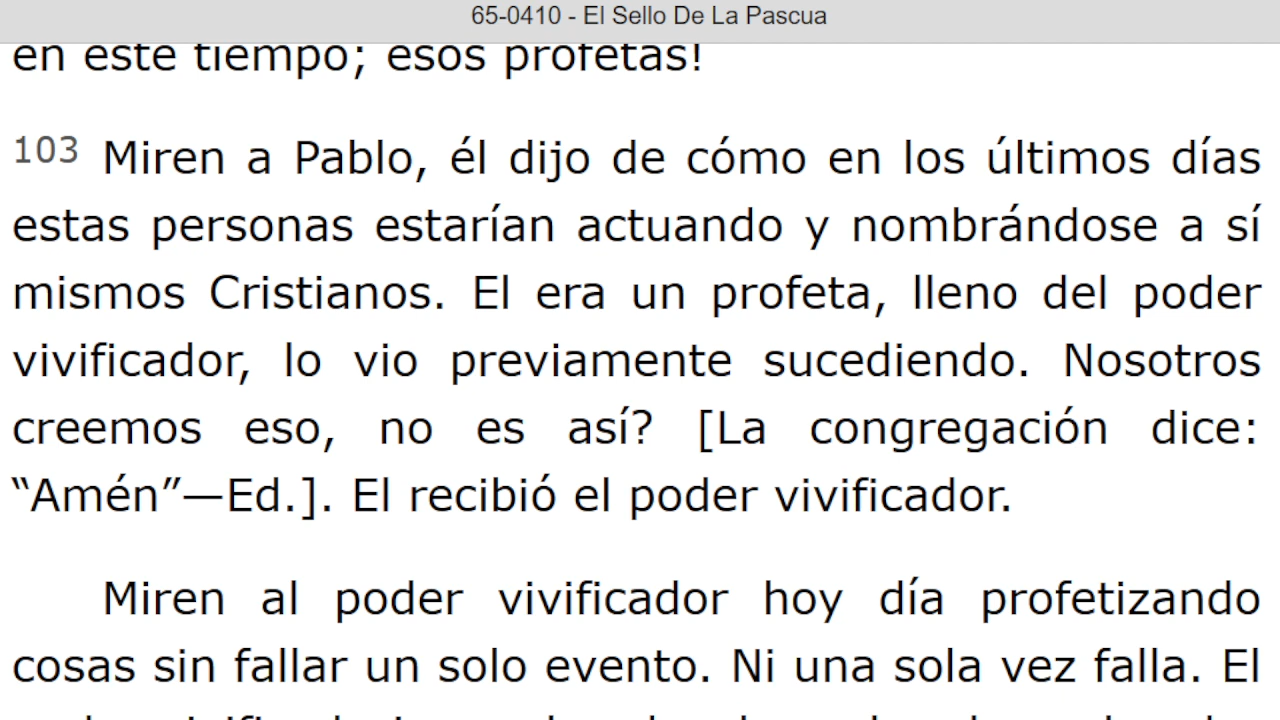 65-0410 - El Sello De La Pascua
en este tiempo; esos profetas!
103 Miren a Pablo, él dijo de cómo en los últimos días
estas personas estarían actuando y nombrándose a sí
mismos Cristianos. El era un profeta, lleno del poder
vivificador, lo vio previamente sucediendo. Nosotros
creemos eso, no es así? [La congregación dice:
“Amén”—Ed.]. El recibió el poder vivificador.
Miren al poder vivificador hoy día profetizando
cosas sin fallar un solo evento. Ni una sola vez falla. El